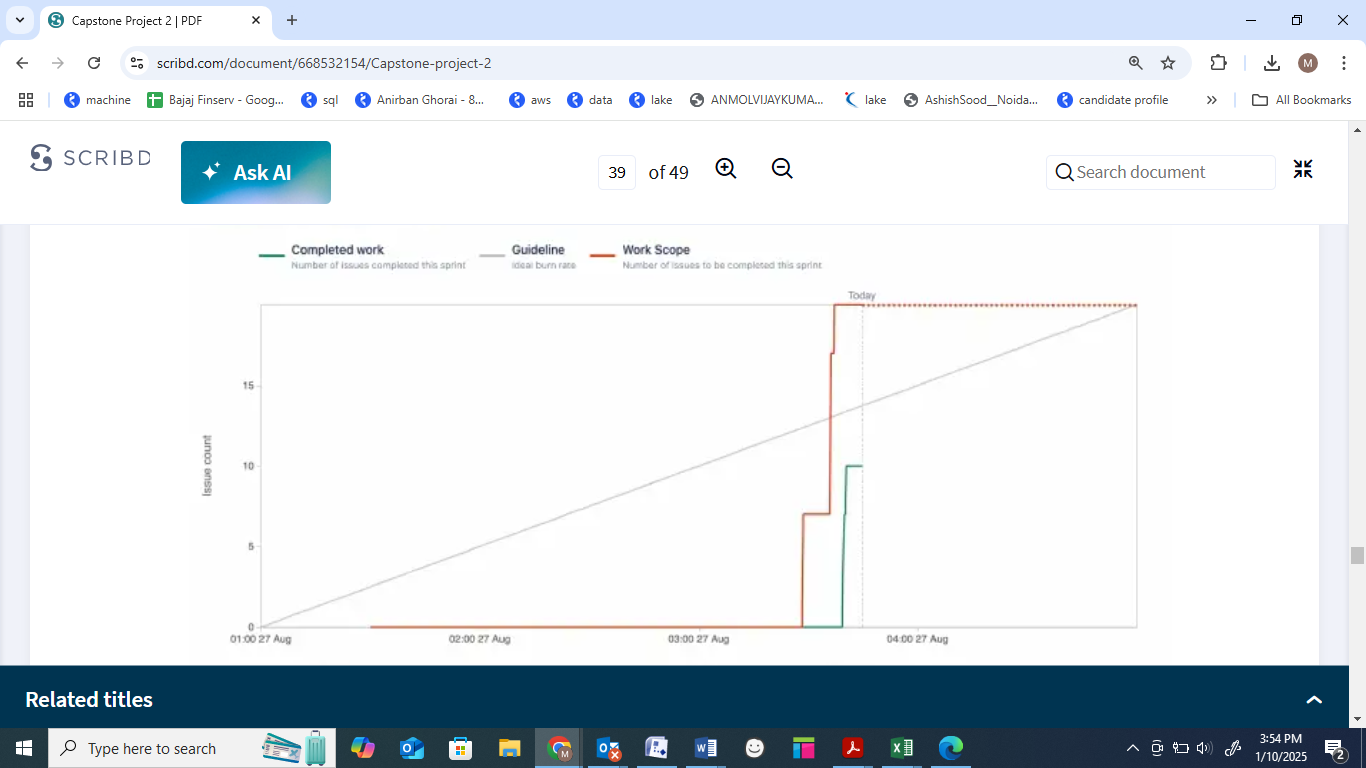 Capstone Project 2 | PDF
scribd.com/document/668532154/Capstone-project-2
M
machine
Bajaj Finserv - Goog...
sql
Anirban Ghorai - 8...
aws
data
lake
ANMOLVIJAYKUMA...
lake
AshishSood__Noida...
candidate profile
All Bookmarks
SCRIBD
Ask AI
39 of 49
Search document
Completed work
Number of issues completed this sprint
Guideline
Ideal burn rate
Work Scope
Number of issues to be completed this sprint
Today
15
10
5
0
Issue count
01:00 27 Aug
02:00 27 Aug
03:00 27 Aug
04:00 27 Aug
Related titles
Type here to search
M
3:54 PM
1/10/2025
2